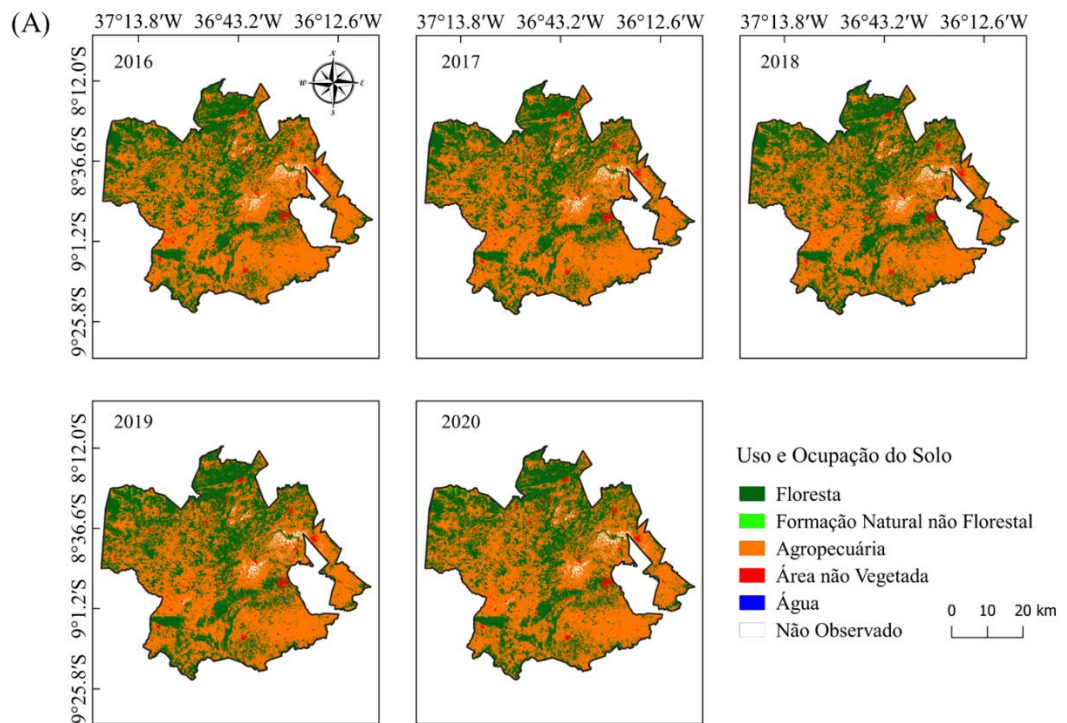 (A)
37°13.8′W 36°43.2′W 36°12.6′W 37°13.8′W 36°43.2′W 36°12.6′W 37°13.8′W 36°43.2′W 36°12.6′W
8°12.0′S
8°36.6′S
9°1.2′S
9°25.8′S
2016
N
W E
S
2017
2018
8°12.0′S
8°36.6′S
9°1.2′S
9°25.8′S
2019
2020
Uso e Ocupação do Solo
Floresta
Formação Natural não Florestal
Agropecuária
Área não Vegetada
Água
Não Observado
0 10 20 km